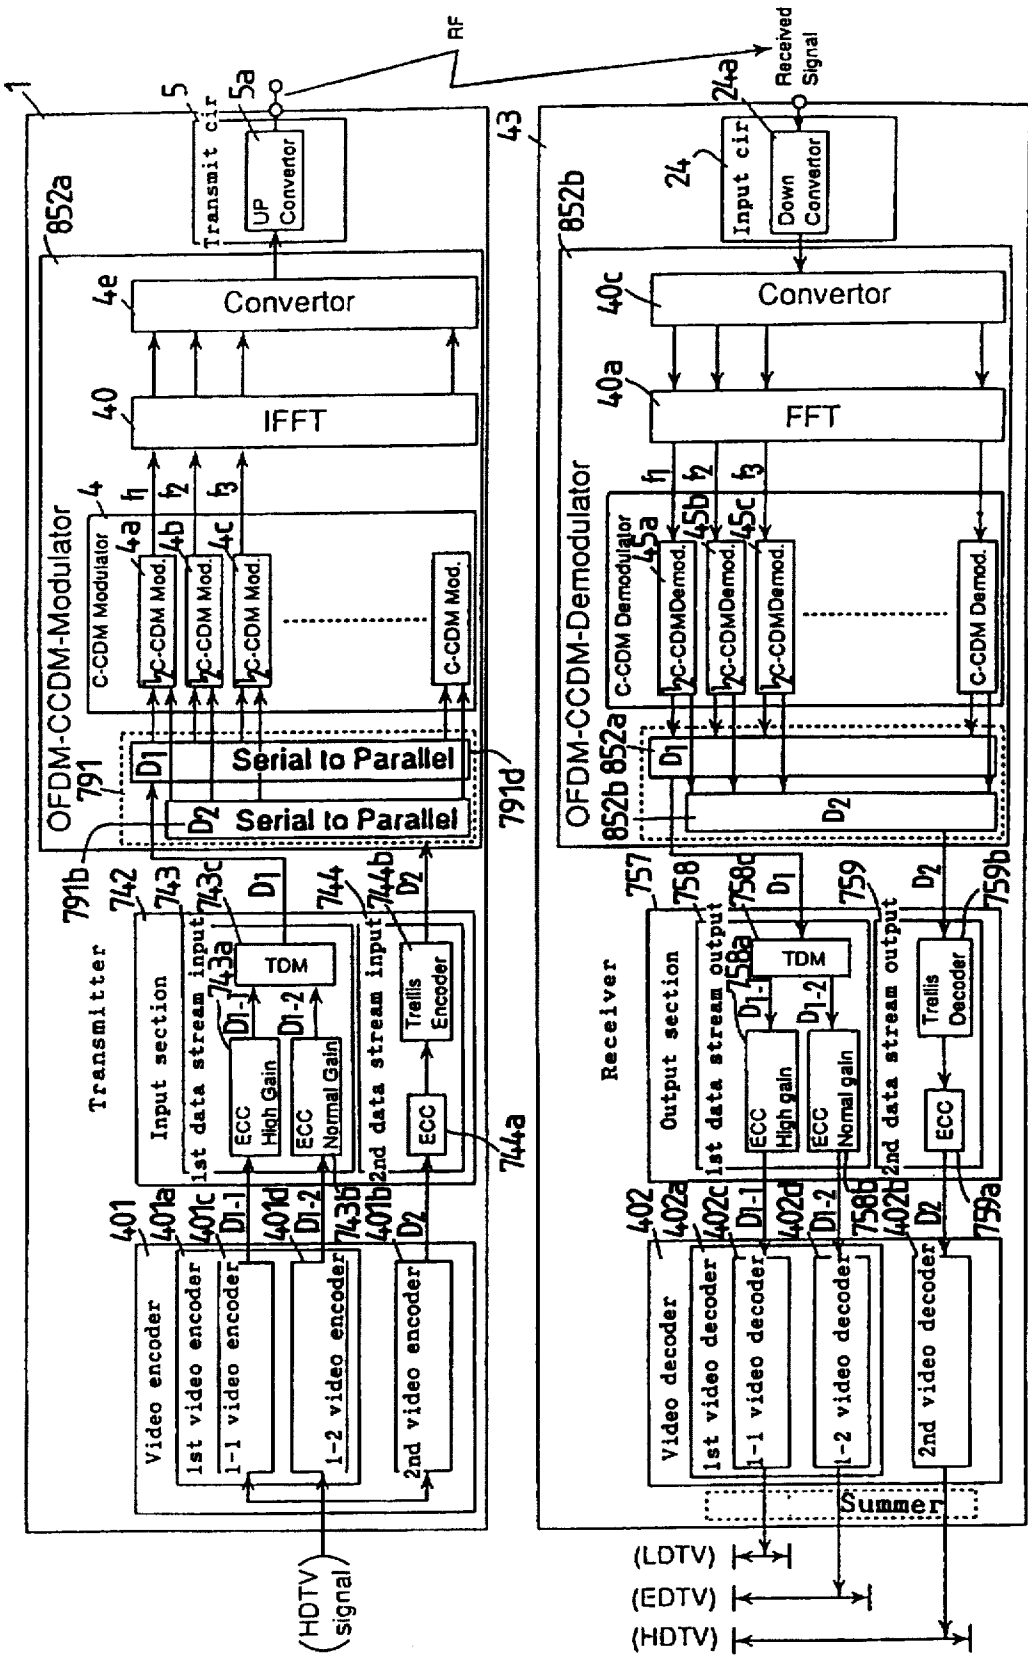 1
Transmitter
(HDTV signal)
401
Video encoder
401a
1st video encoder
401c
1-1 video encoder
D1-1
401d
1-2 video encoder
D1-2
743b
401b
2nd video encoder
D2
742
Input section
743
1st data stream input
743a
ECC
High Gain
D1-1
ECC
Normal Gain
D1-2
743c
TDM
D1
744
2nd data stream input
744b
ECC
744a
Trellis
Encoder
D2
852a
OFDM-CCDM-Modulator
791
791b
D1
Serial to Parallel
D2
Serial to Parallel
791d
4
C-CDM Modulator
4a
C-CDM Mod.
4b
C-CDM Mod.
4c
C-CDM Mod.
C-CDM Mod.
f1
f2
f3
40
IFFT
4e
Convertor
5
Transmit cir
5a
UP
Convertor
RF
Received
Signal
43
Receiver
24
Input cir
24a
Down
Convertor
852b
OFDM-CCDM-Demodulator
40c
Convertor
40a
FFT
f1
f2
f3
C-CDM Demodulator
45a
C-CDMDemod.
45b
C-CDMDemod.
45c
C-CDMDemod.
C-CDM Demod.
852a
D1
852b
D2
757
Output section
758
1st data stream output
758a
758c
TDM
D1
D1-1
D1-2
ECC
High gain
ECC
Normal gain
758b
759
2nd data stream output
759b
D2
Trellis
Decoder
ECC
759a
402
Video decoder
402a
1st video decoder
402c
1-1 video decoder
D1-1
402d
1-2 video decoder
D1-2
402b
2nd video decoder
D2
Summer
(LDTV)
(EDTV)
(HDTV)